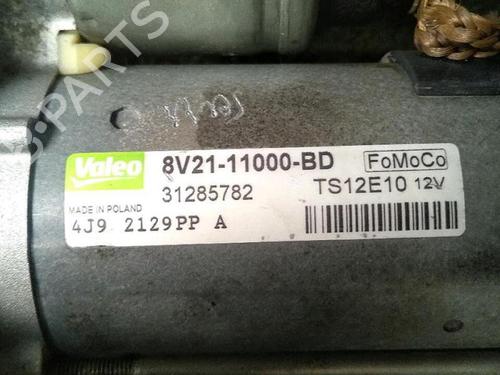 Valeo
8V21-11000-BD
FoMoCo
31285782
TS12E10 12V
MADE IN POLAND
4J9 2129PP A